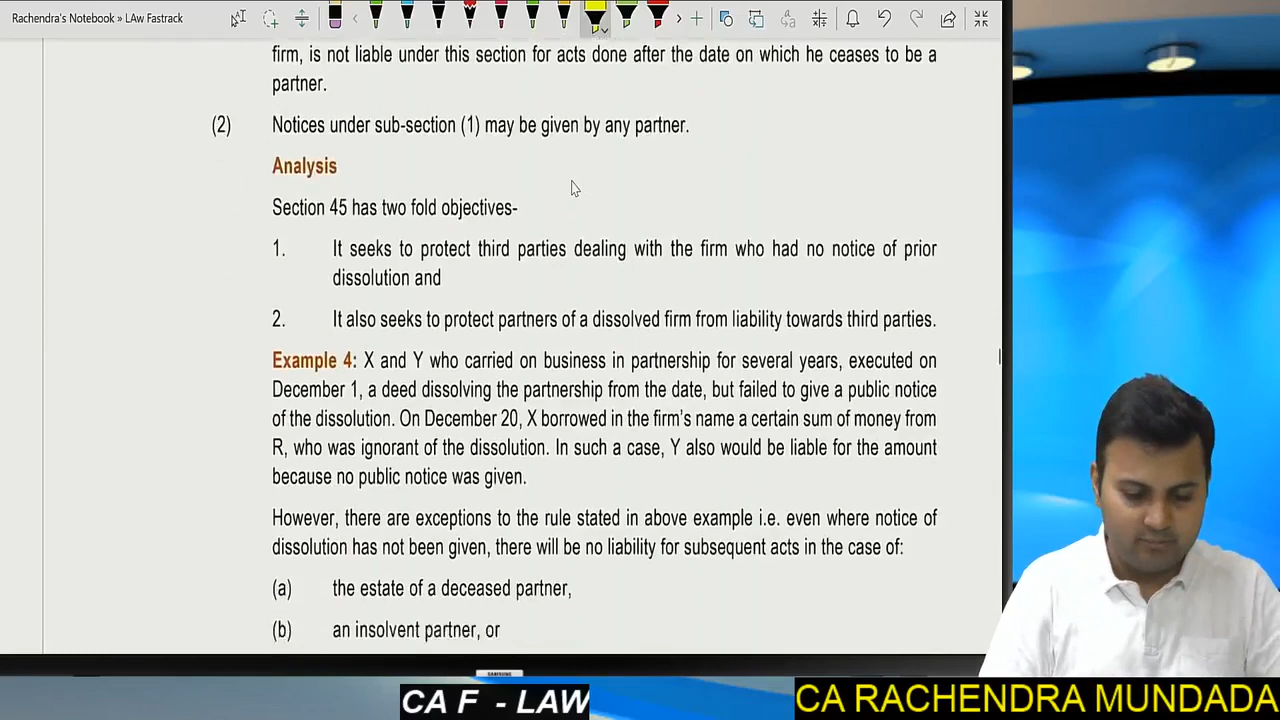 Rachendra's Notebook » LAw Fastrack
firm, is not liable under this section for acts done after the date on which he ceases to be a
partner.
(2) Notices under sub-section (1) may be given by any partner.
Analysis
Section 45 has two fold objectives-
1. It seeks to protect third parties dealing with the firm who had no notice of prior
dissolution and
2. It also seeks to protect partners of a dissolved firm from liability towards third parties.
Example 4: X and Y who carried on business in partnership for several years, executed on
December 1, a deed dissolving the partnership from the date, but failed to give a public notice
of the dissolution. On December 20, X borrowed in the firm's name a certain sum of money from
R, who was ignorant of the dissolution. In such a case, Y also would be liable for the amount
because no public notice was given.
However, there are exceptions to the rule stated in above example i.e. even where notice of
dissolution has not been given, there will be no liability for subsequent acts in the case of:
(a) the estate of a deceased partner,
(b) an insolvent partner, or
SAMSUNG
CA F - LAW
CA RACHENDRA MUNDADA